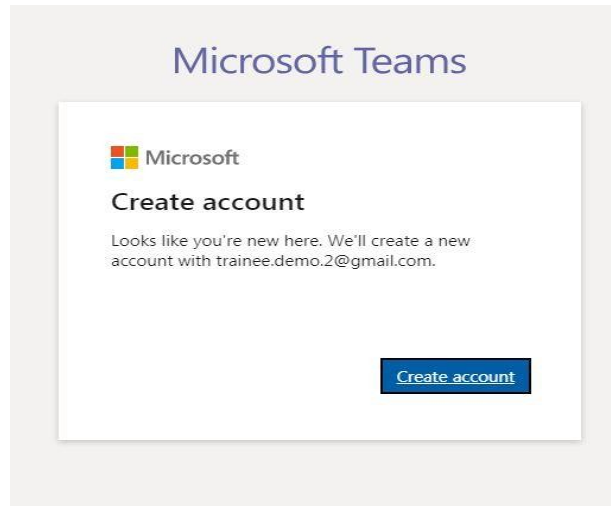 Microsoft Teams
Microsoft
Create account
Looks like you're new here. We'll create a new
account with trainee.demo.2@gmail.com.
Create account